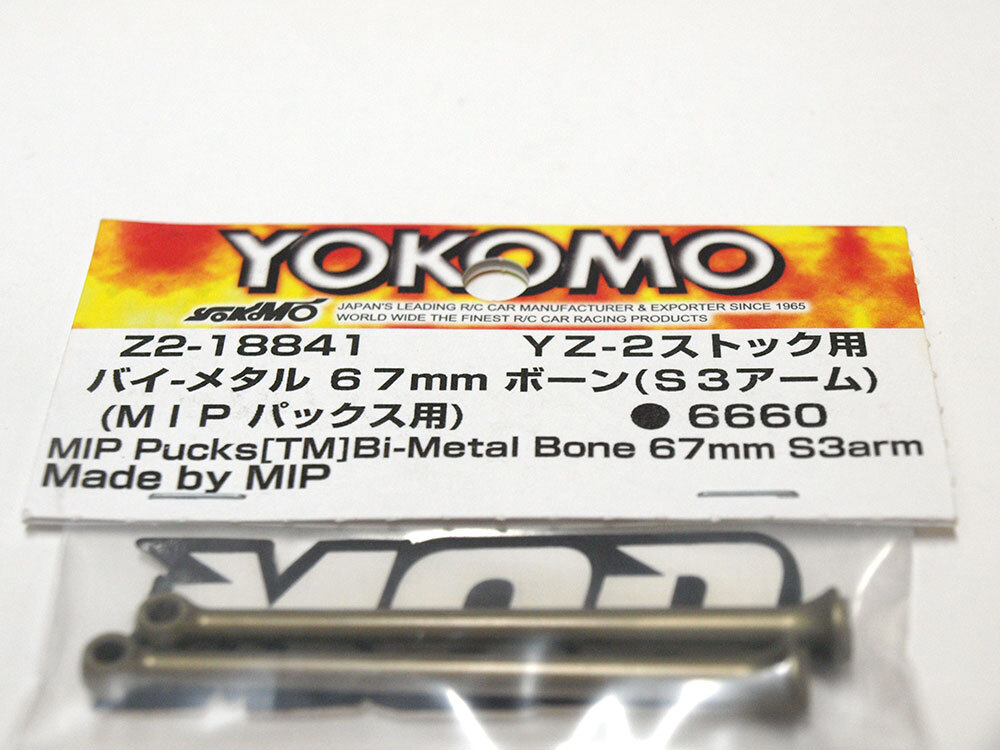 YOKOMO
YOKOMO JAPAN'S LEADING R/C CAR MANUFACTURER & EXPORTER SINCE 1965
WORLD WIDE THE FINEST R/C CAR RACING PRODUCTS
Z2-18841 YZ-2ストック用
バイ-メタル 67mm ボーン(S3アーム)
(MIP パックス用) ●6660
MIP Pucks[TM]Bi-Metal Bone 67mm S3arm
Made by MIP